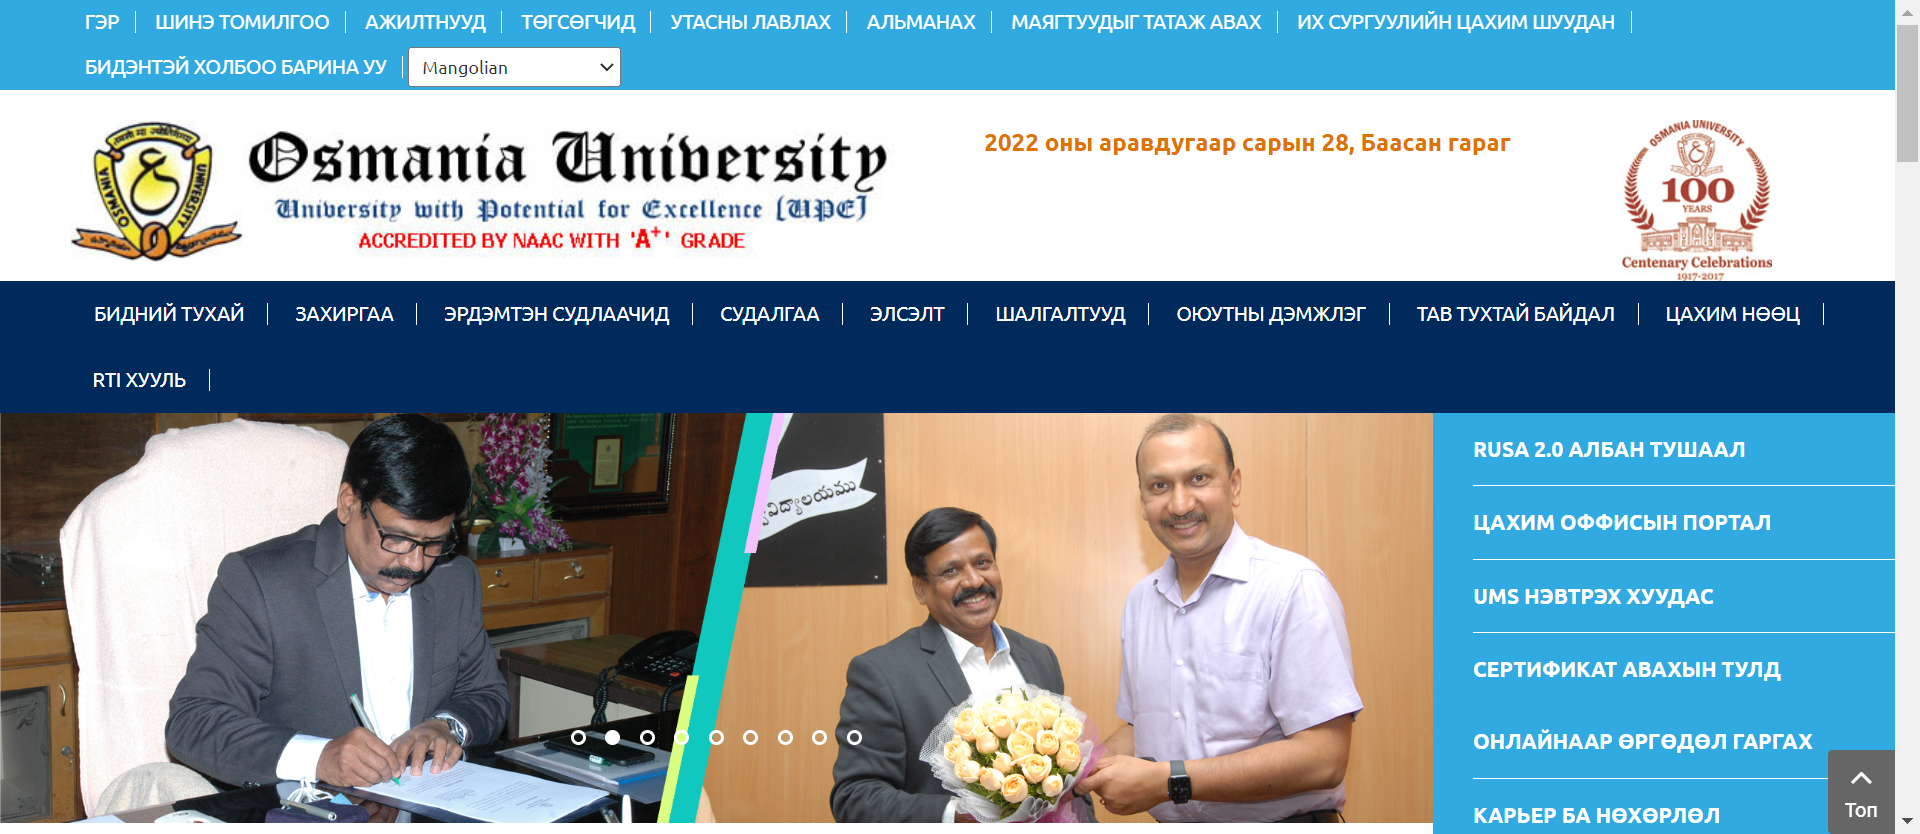 ГЭР ШИНЭ ТОМИЛГОО АЖИЛТНУУД ТӨГСӨГЧИД УТАСНЫ ЛАВЛАХ АЛЬМАНАХ МАЯГТУУДЫГ ТАТАЖ АВАХ ИХ СУРГУУЛИЙН ЦАХИМ ШУУДАН
БИДЭНТЭЙ ХОЛБОО БАРИНА УУ Mangolian
Osmania University
University with Potential for Excellence [UPE]
ACCREDITED BY NAAC WITH 'A+' GRADE
OSMANIA UNIVERSITY
2022 оны аравдугаар сарын 28, Баасан гараг
OSMANIA UNIVERSITY
100
YEARS
Centenary Celebrations
1917-2017
БИДНИЙ ТУХАЙ ЗАХИРГАА ЭРДЭМТЭН СУДЛААЧИД СУДАЛГАА ЭЛСЭЛТ ШАЛГАЛТУУД ОЮУТНЫ ДЭМЖЛЭГ ТАВ ТУХТАЙ БАЙДАЛ ЦАХИМ НӨӨЦ
RTI ХУУЛЬ
RUSA 2.0 АЛБАН ТУШААЛ
ЦАХИМ ОФФИСЫН ПОРТАЛ
UMS НЭВТРЭХ ХУУДАС
СЕРТИФИКАТ АВАХЫН ТУЛД
ОНЛАЙНААР ӨРГӨДӨЛ ГАРГАХ
КАРЬЕР БА НӨХӨРЛӨЛ
Топ